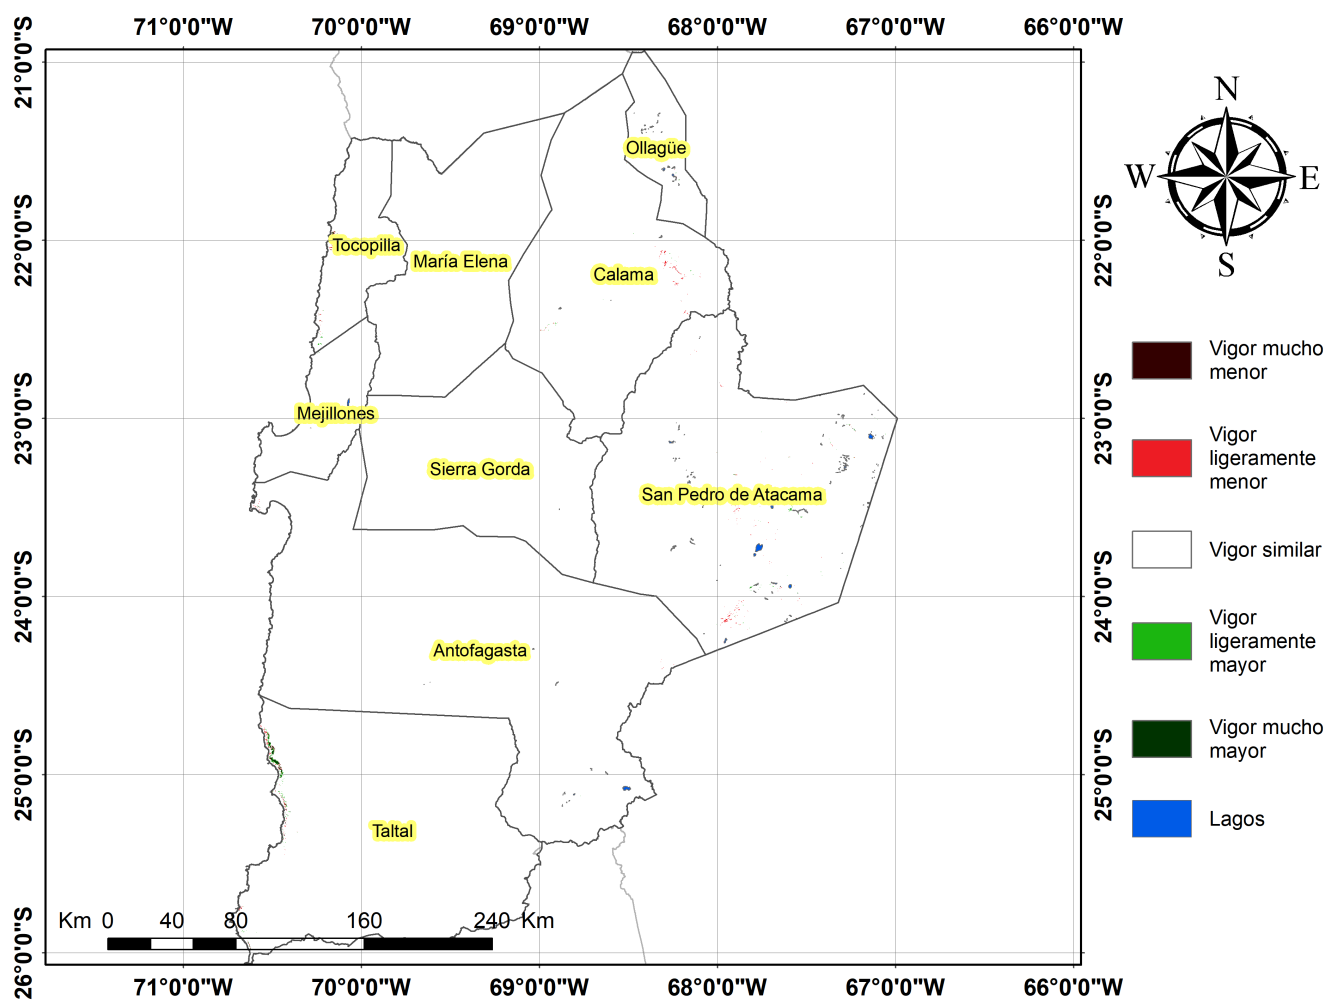 71°0'0"W 70°0'0"W 69°0'0"W 68°0'0"W 67°0'0"W 66°0'0"W
21°0'0"S
22°0'0"S
23°0'0"S
24°0'0"S
25°0'0"S
26°0'0"S
Ollagüe
Tocopilla
María Elena
Calama
Mejillones
Sierra Gorda
San Pedro de Atacama
Antofagasta
Taltal
Km 0 40 80 160 240 Km
71°0'0"W 70°0'0"W 69°0'0"W 68°0'0"W 67°0'0"W 66°0'0"W
22°0'0"S
23°0'0"S
24°0'0"S
25°0'0"S
N
W E
S
Vigor mucho
menor
Vigor
ligeramente
menor
Vigor similar
Vigor
ligeramente
mayor
Vigor mucho
mayor
Lagos